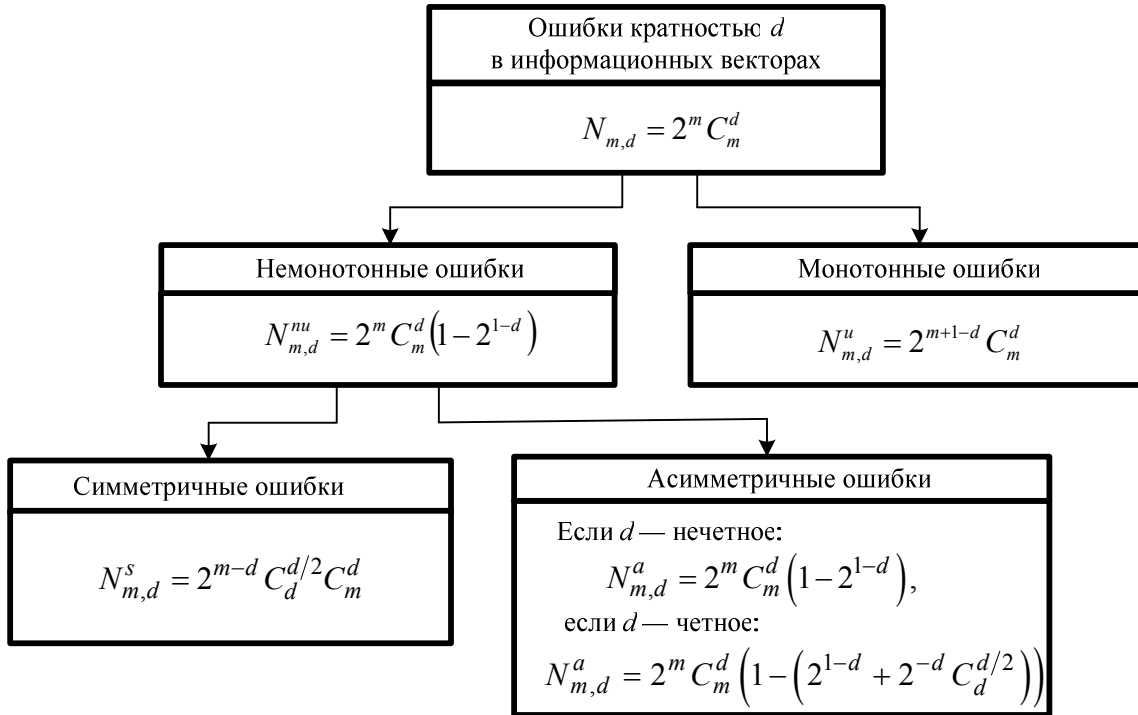 Ошибки кратностью d
в информационных векторах
N_{m,d} = 2^m C_m^d
Немонотонные ошибки
N_{m,d}^{nu} = 2^m C_m^d (1 − 2^{1−d})
Монотонные ошибки
N_{m,d}^u = 2^{m+1−d} C_m^d
Симметричные ошибки
N_{m,d}^s = 2^{m−d} C_d^{d/2} C_m^d
Асимметричные ошибки
Если d — нечетное:
N_{m,d}^a = 2^m C_m^d (1 − 2^{1−d}),
если d — четное:
N_{m,d}^a = 2^m C_m^d (1 − (2^{1−d} + 2^{−d} C_d^{d/2}))